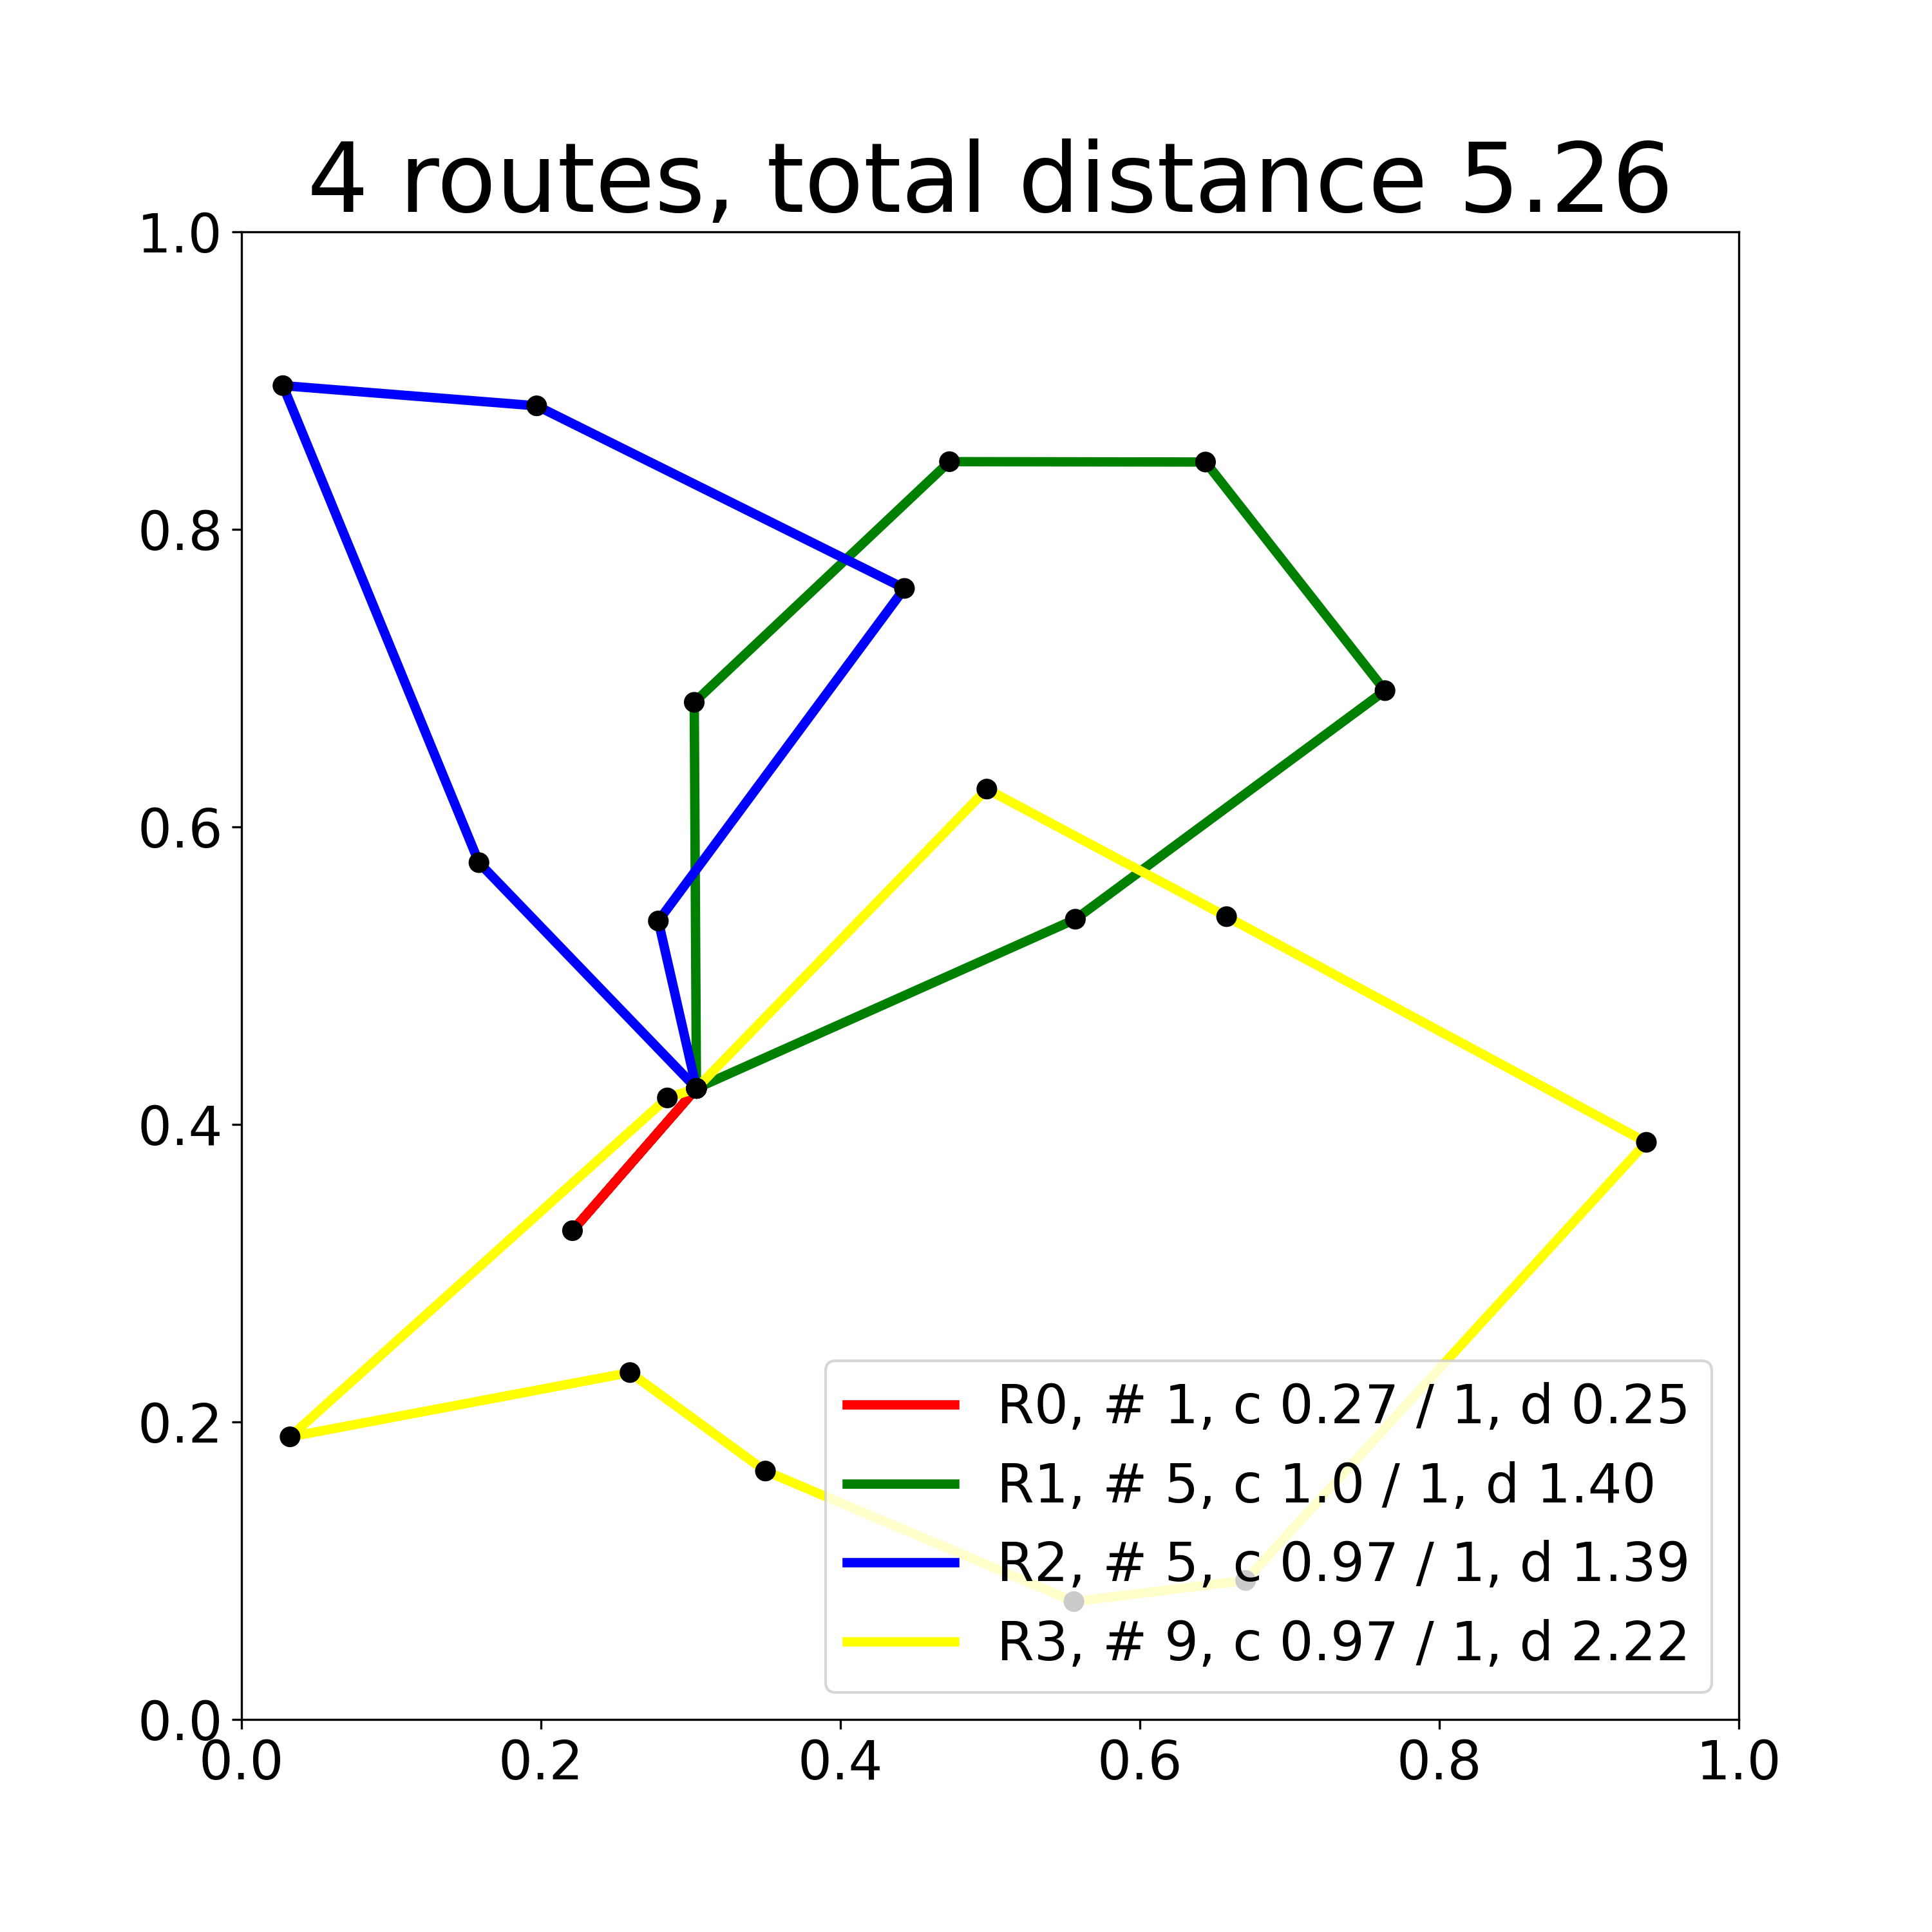 4 routes, total distance 5.26
1.0
0.8
0.6
0.4
0.2
0.0
R0, # 1, c 0.27 / 1, d 0.25
R1, # 5, c 1.0 / 1, d 1.40
R2, # 5, c 0.97 / 1, d 1.39
R3, # 9, c 0.97 / 1, d 2.22
0.0 0.2 0.4 0.6 0.8 1.0